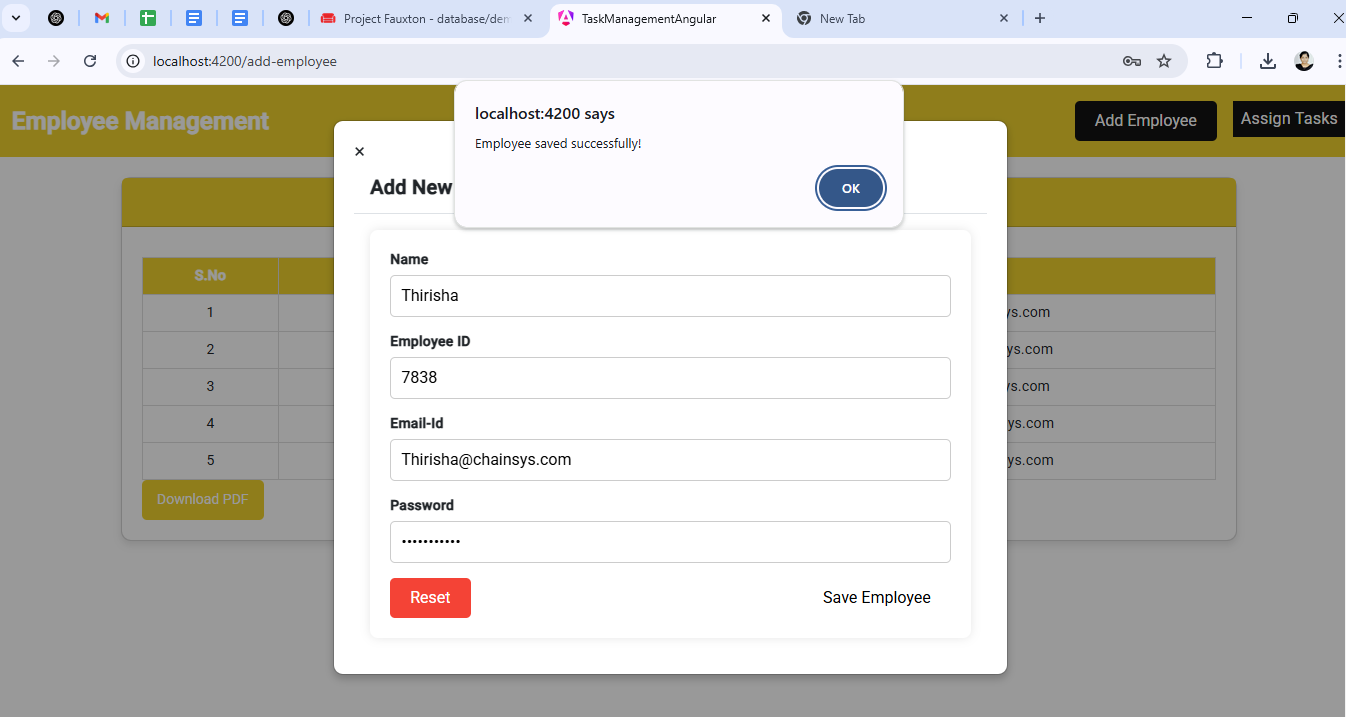 Project Fauxton - database/den
TaskManagementAngular
New Tab
localhost:4200/add-employee
Employee Management
Add Employee
Assign Tasks
localhost:4200 says
Employee saved successfully!
OK
Add New
S.No
1
2
3
4
5
ys.com
ys.com
ys.com
ys.com
ys.com
Download PDF
Name
Thirisha
Employee ID
7838
Email-Id
Thirisha@chainsys.com
Password
•••••••••••
Reset
Save Employee